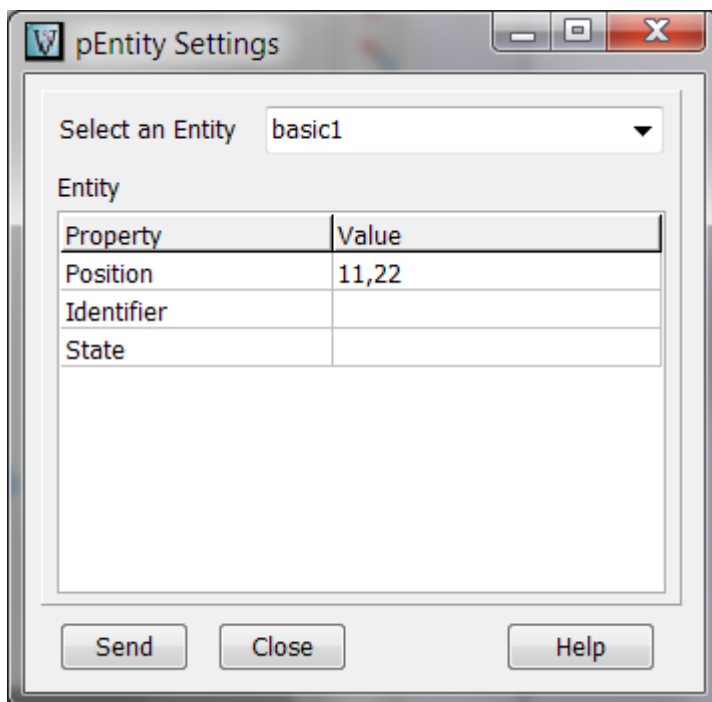 pEntity Settings
Select an Entity basic1
Entity
Property Value
Position 11,22
Identifier
State
Send Close Help